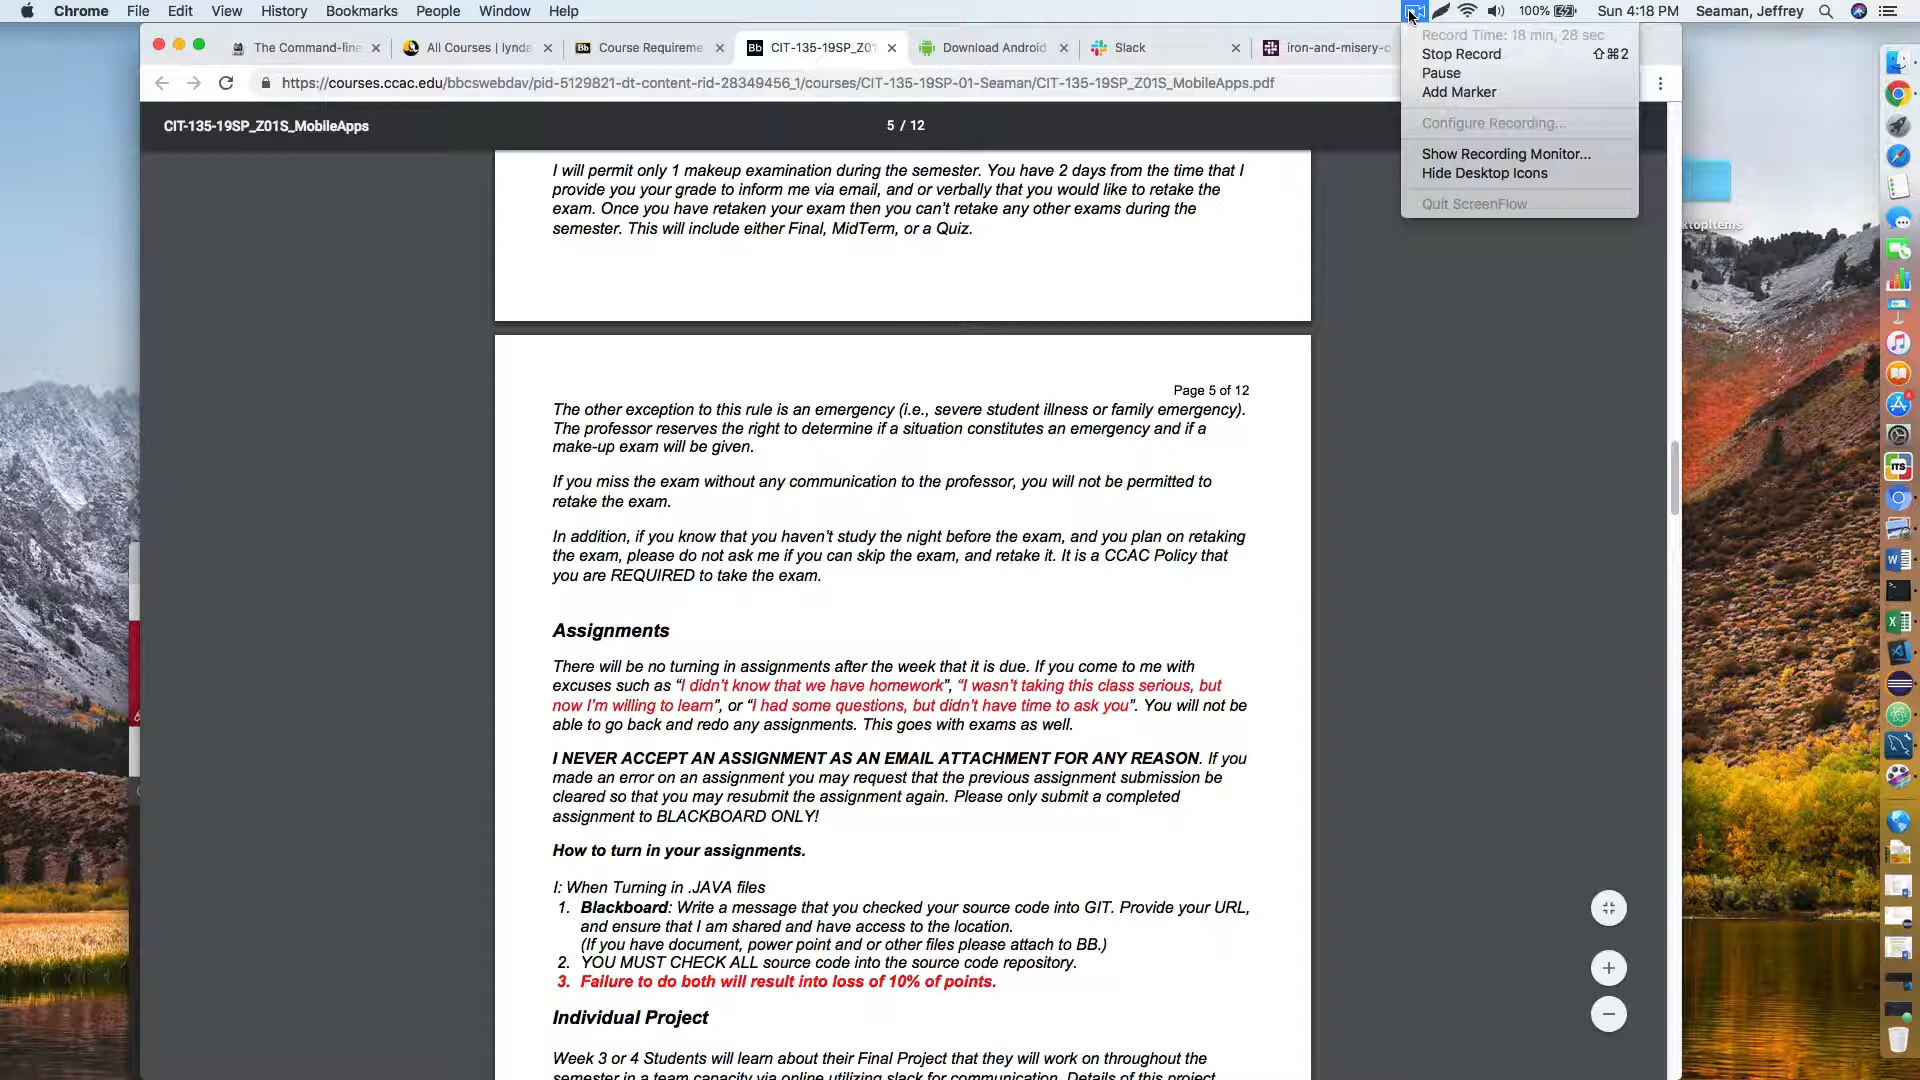 Chrome File Edit View History Bookmarks People Window Help
100% Sun 4:18 PM Seaman, Jeffrey
The Command-line
All Courses | lynda
Bb Course Requireme
Bb CIT-135-19SP_Z01
Download Android
Slack
iron-and-misery-c
https://courses.ccac.edu/bbcswebdav/pid-5129821-dt-content-rid-28349456_1/courses/CIT-135-19SP-01-Seaman/CIT-135-19SP_Z01S_MobileApps.pdf
Record Time: 18 min, 28 sec
Stop Record ⇧⌘2
Pause
Add Marker
Configure Recording...
Show Recording Monitor...
Hide Desktop Icons
Quit ScreenFlow
ktopItems
CIT-135-19SP_Z01S_MobileApps
5 / 12
I will permit only 1 makeup examination during the semester. You have 2 days from the time that I
provide you your grade to inform me via email, and or verbally that you would like to retake the
exam. Once you have retaken your exam then you can't retake any other exams during the
semester. This will include either Final, MidTerm, or a Quiz.
Page 5 of 12
The other exception to this rule is an emergency (i.e., severe student illness or family emergency).
The professor reserves the right to determine if a situation constitutes an emergency and if a
make-up exam will be given.
If you miss the exam without any communication to the professor, you will not be permitted to
retake the exam.
In addition, if you know that you haven't study the night before the exam, and you plan on retaking
the exam, please do not ask me if you can skip the exam, and retake it. It is a CCAC Policy that
you are REQUIRED to take the exam.
Assignments
There will be no turning in assignments after the week that it is due. If you come to me with
excuses such as “I didn't know that we have homework”, “I wasn't taking this class serious, but
now I'm willing to learn”, or “I had some questions, but didn't have time to ask you”. You will not be
able to go back and redo any assignments. This goes with exams as well.
I NEVER ACCEPT AN ASSIGNMENT AS AN EMAIL ATTACHMENT FOR ANY REASON. If you
made an error on an assignment you may request that the previous assignment submission be
cleared so that you may resubmit the assignment again. Please only submit a completed
assignment to BLACKBOARD ONLY!
How to turn in your assignments.
I: When Turning in .JAVA files
1. Blackboard: Write a message that you checked your source code into GIT. Provide your URL,
and ensure that I am shared and have access to the location.
(If you have document, power point and or other files please attach to BB.)
2. YOU MUST CHECK ALL source code into the source code repository.
3. Failure to do both will result into loss of 10% of points.
Individual Project
Week 3 or 4 Students will learn about their Final Project that they will work on throughout the
semester in a team capacity via online utilizing slack for communication. Details of this project